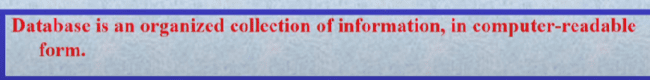 Database is an organized collection of information, in computer-readable
form.